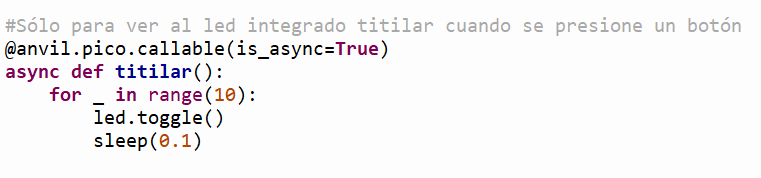 #Sólo para ver al led integrado titilar cuando se presione un botón
@anvil.pico.callable(is_async=True)
async def titilar():
    for _ in range(10):
        led.toggle()
        sleep(0.1)